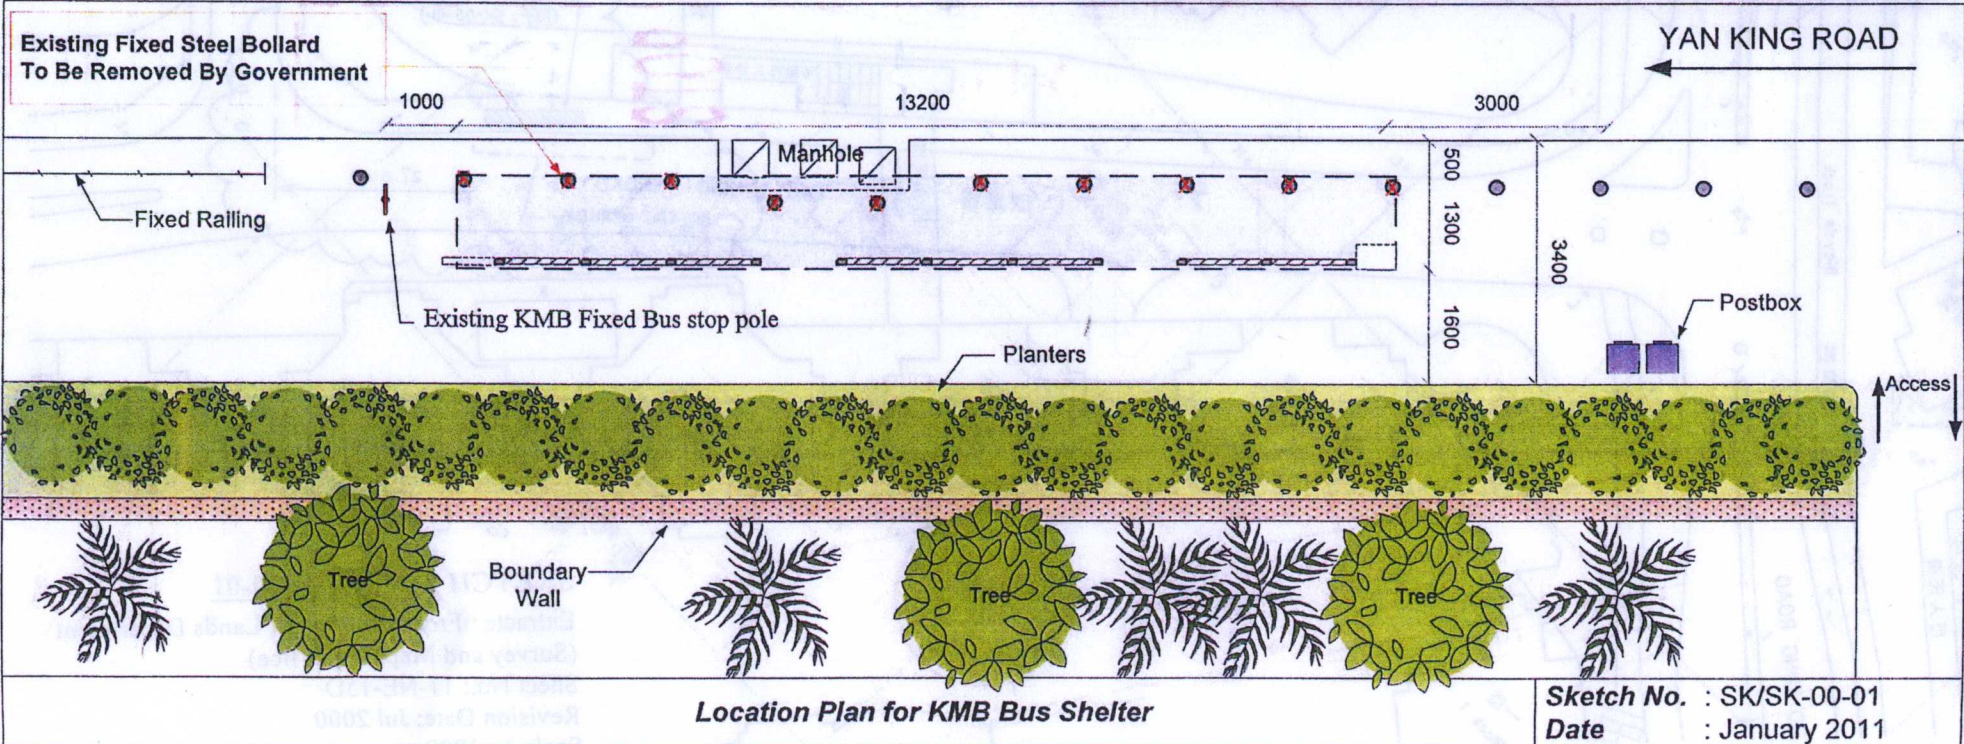 Existing Fixed Steel Bollard
To Be Removed By Government
YAN KING ROAD
1000
13200
3000
Manhole
500
1300
1600
3400
Fixed Railing
Existing KMB Fixed Bus stop pole
Postbox
Planters
Access
Tree
Boundary
Wall
Tree
Tree
Location Plan for KMB Bus Shelter
Sketch No. : SK/SK-00-01
Date : January 2011